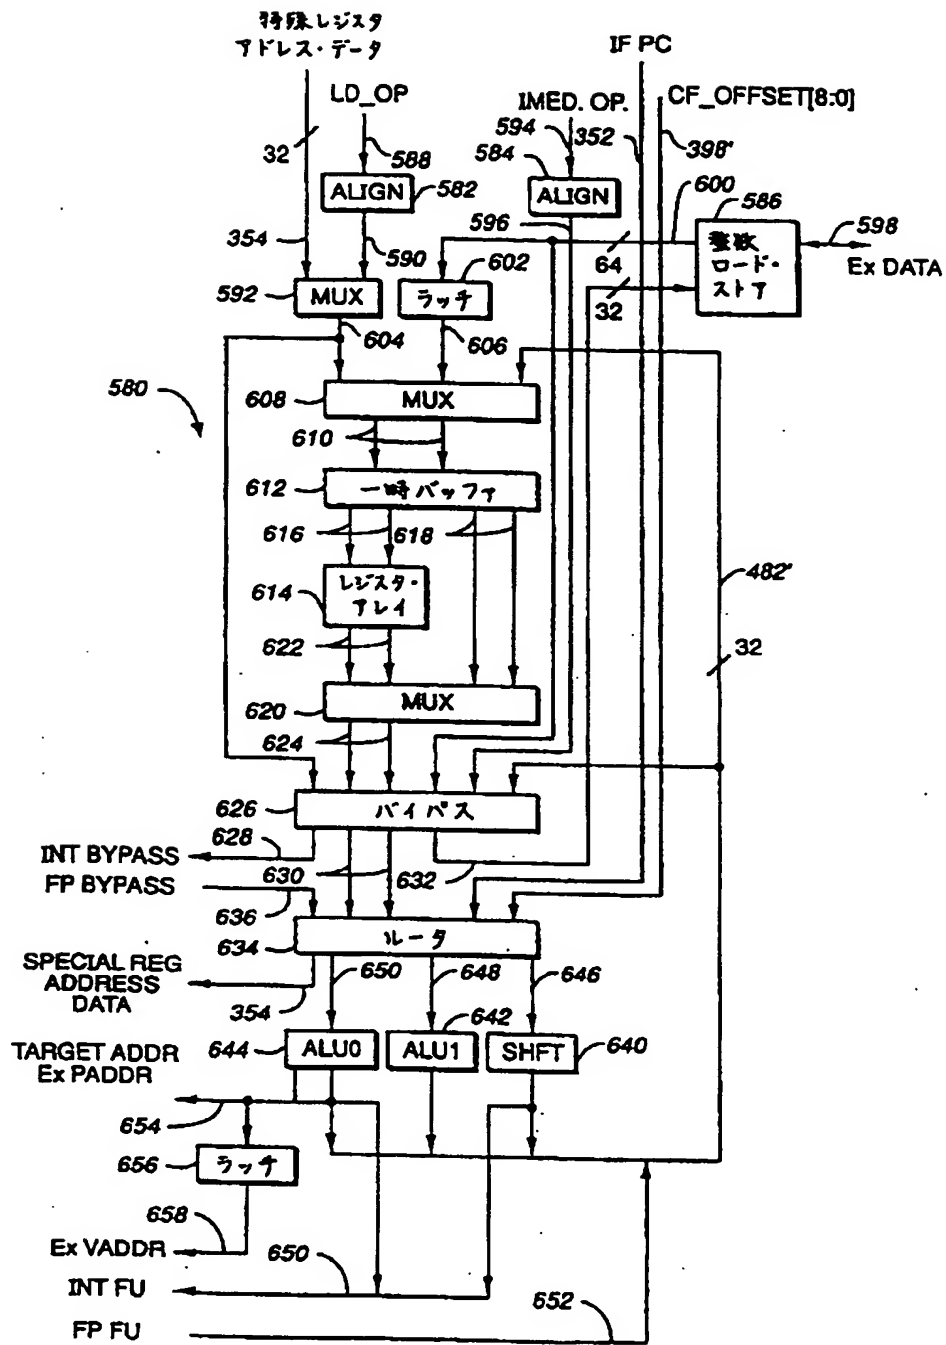 特殊レジスタ
アドレス・データ
IF PC
LD_OP
IMED. OP.
CF_OFFSET[8:0]
32
588
594
352
398'
584
600
ALIGN
582
ALIGN
586
596
598
整数
ロード・
ストア
354
590
602
64
Ex DATA
592
MUX
ラッチ
32
604
606
580
608
MUX
610
612
一時バッファ
616
618
482'
614
レジスタ・
アレイ
622
32
620
MUX
624
626
バイパス
628
INT BYPASS
630
632
FP BYPASS
636
634
ルータ
SPECIAL REG
ADDRESS
DATA
650
648
646
354
642
TARGET ADDR
Ex PADDR
644
ALU0
ALU1
SHFT
640
654
656
ラッチ
658
Ex VADDR
650
INT FU
652
FP FU